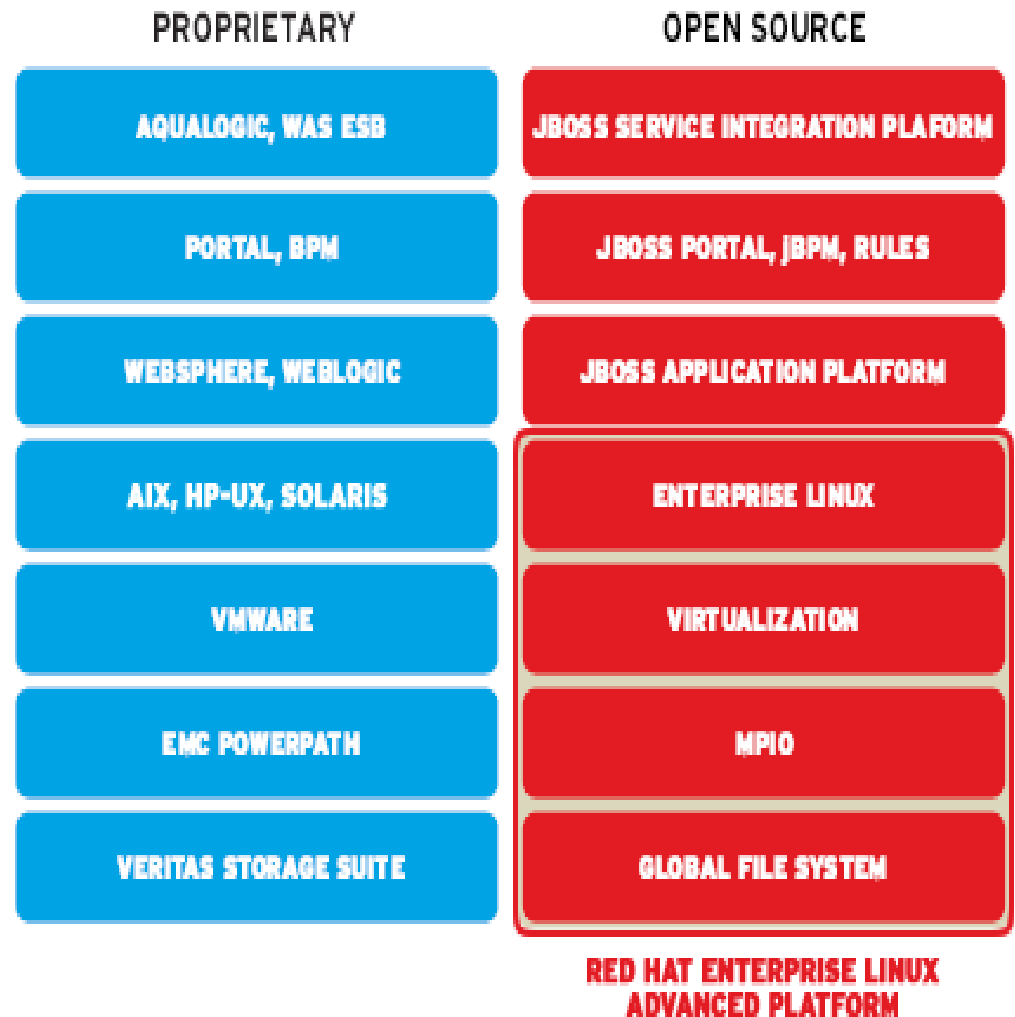 PROPRIETARY
OPEN SOURCE
AQUALOGIC, WAS ESB
JBOSS SERVICE INTEGRATION PLAFORM
PORTAL, BPM
JBOSS PORTAL, jBPM, RULES
WEBSPHERE, WEBLOGIC
JBOSS APPLICATION PLATFORM
AIX, HP-UX, SOLARIS
ENTERPRISE LINUX
VMWARE
VIRTUALIZATION
EMC POWERPATH
MPIO
VERITAS STORAGE SUITE
GLOBAL FILE SYSTEM
RED HAT ENTERPRISE LINUX
ADVANCED PLATFORM